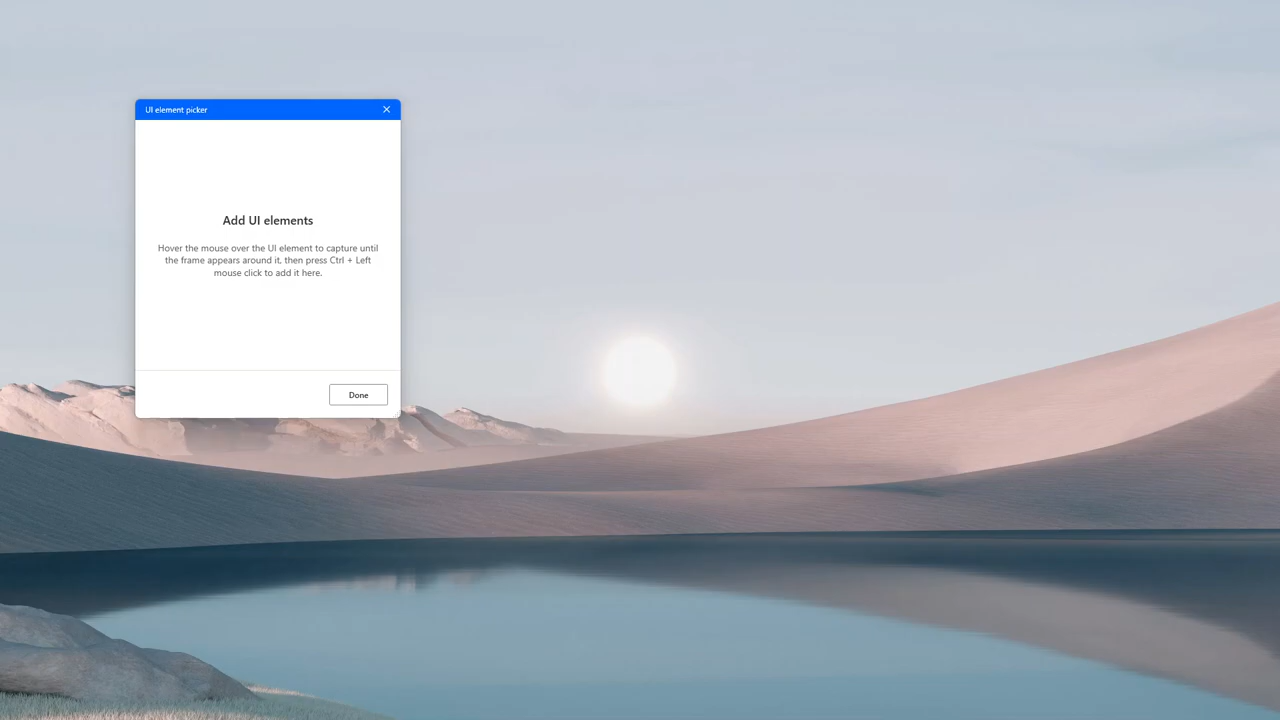 UI element picker
Add UI elements
Hover the mouse over the UI element to capture until
the frame appears around it, then press Ctrl + Left
mouse click to add it here.
Done